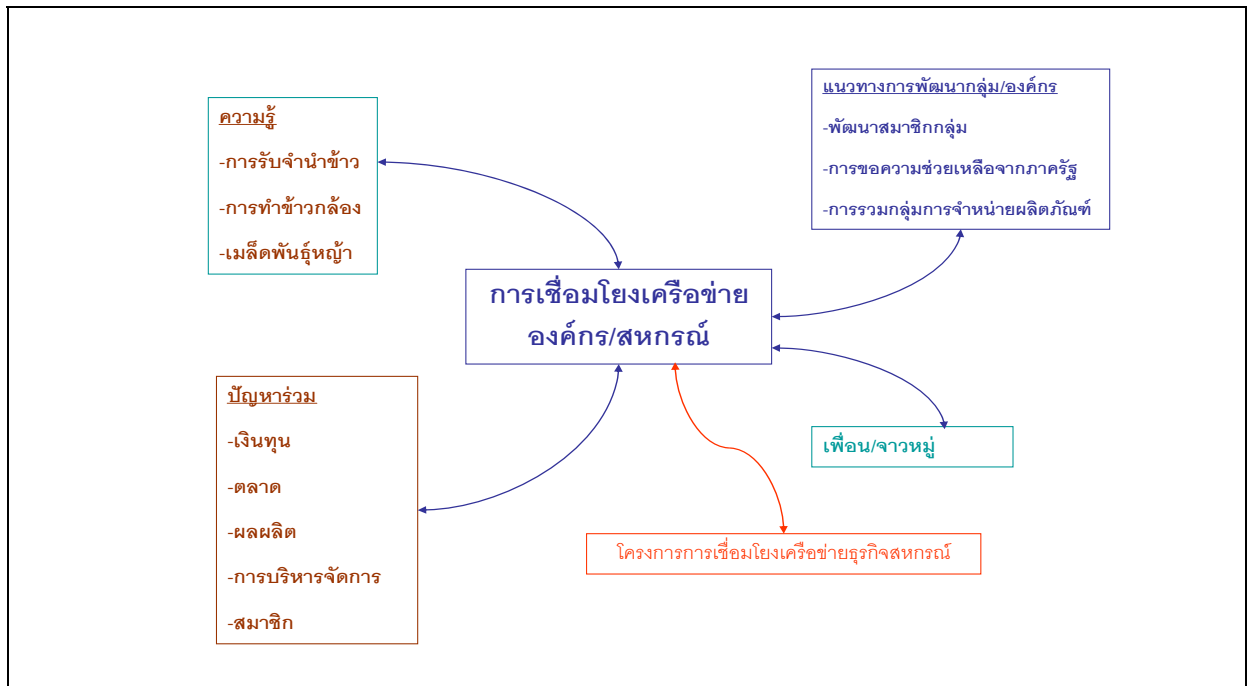 ความรู้
-การรับจำนำข้าว
-การทำข้าวกล้อง
-เมล็ดพันธุ์หญ้า
แนวทางการพัฒนากลุ่ม/องค์กร
-พัฒนาสมาชิกกลุ่ม
-การขอความช่วยเหลือจากภาครัฐ
-การรวมกลุ่มการจำหน่ายผลิตภัณฑ์
การเชื่อมโยงเครือข่าย
องค์กร/สหกรณ์
ปัญหาร่วม
-เงินทุน
-ตลาด
-ผลผลิต
-การบริหารจัดการ
-สมาชิก
เพื่อน/จาวหมู่
โครงการการเชื่อมโยงเครือข่ายธุรกิจสหกรณ์